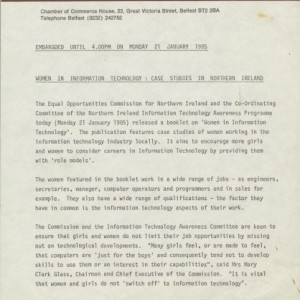 Chamber of Commerce House, 22, Great Victoria Street, Belfast BT2 2BA
Telephone Belfast (0232) 242752
EMBARGOED UNTIL 4.00PM ON MONDAY 21 JANUARY 1985
WOMEN IN INFORMATION TECHNOLOGY : CASE STUDIES IN NORTHERN IRELAND
The Equal Opportunities Commission for Northern Ireland and the Co-Ordinating
Committee of the Northern Ireland Information Technology Awareness Programme
today (Monday 21 January 1985) released a booklet on 'Women in Information
Technology'. The publication features case studies of women working in the
information technology industry locally. It aims to encourage more girls
and women to consider careers in Information Technology by providing them
with 'role models'.
The women featured in the booklet work in a wide range of jobs - as engineers,
secretaries, manager, computer operators and programmers and in sales for
example. They also have a wide range of qualifications - the factor they
have in common is the information technology aspects of their work.
The Commission and the Information Technology Awareness Committee are keen to
ensure that girls and women do not limit their job opportunities by missing
out on technological developments. "Many girls feel, or are made to feel,
that computers are 'just for the boys' and consequently tend not to develop
skills to use them or an interest in their capabilities", said Mrs Mary
Clark Glass, Chairman and Chief Executive of the Commission. "It is vital
that women and girls do not 'switch off' to information technology".